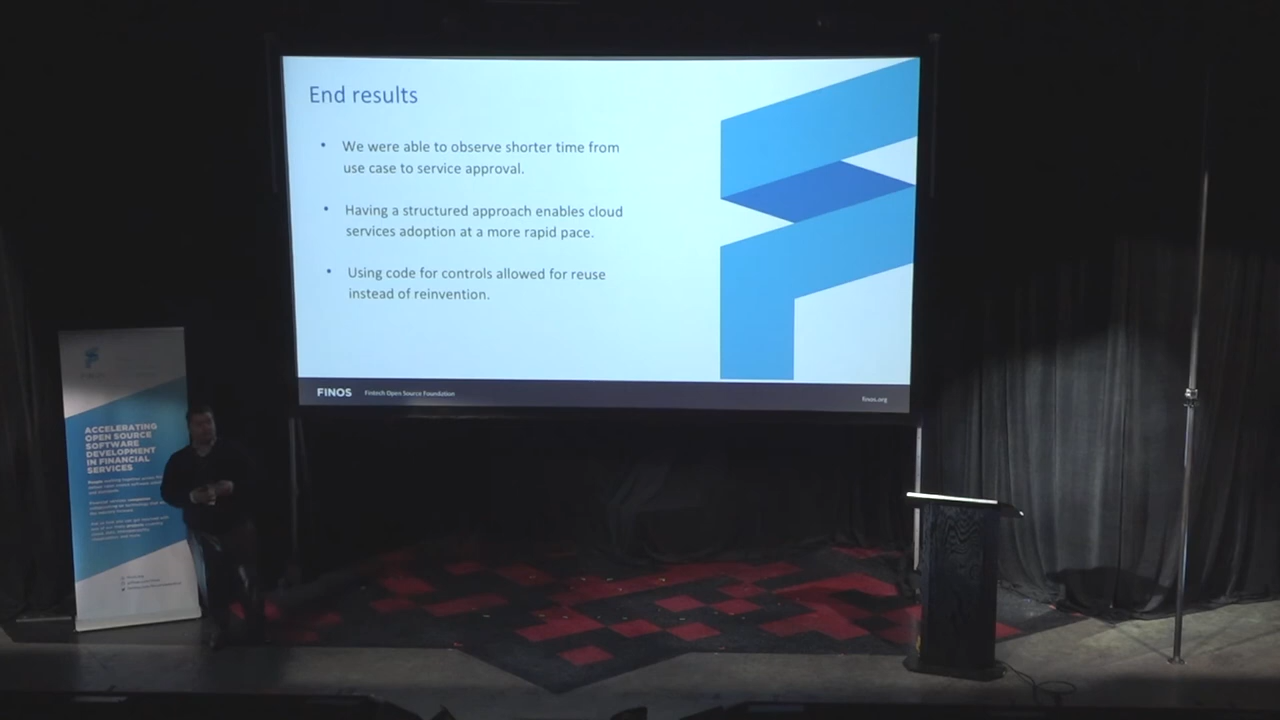 End results
• We were able to observe shorter time from
use case to service approval.
• Having a structured approach enables cloud
services adoption at a more rapid pace.
• Using code for controls allowed for reuse
instead of reinvention.
FINOS Fintech Open Source Foundation
finos.org
ACCELERATING
OPEN SOURCE
SOFTWARE
DEVELOPMENT
IN FINANCIAL
SERVICES